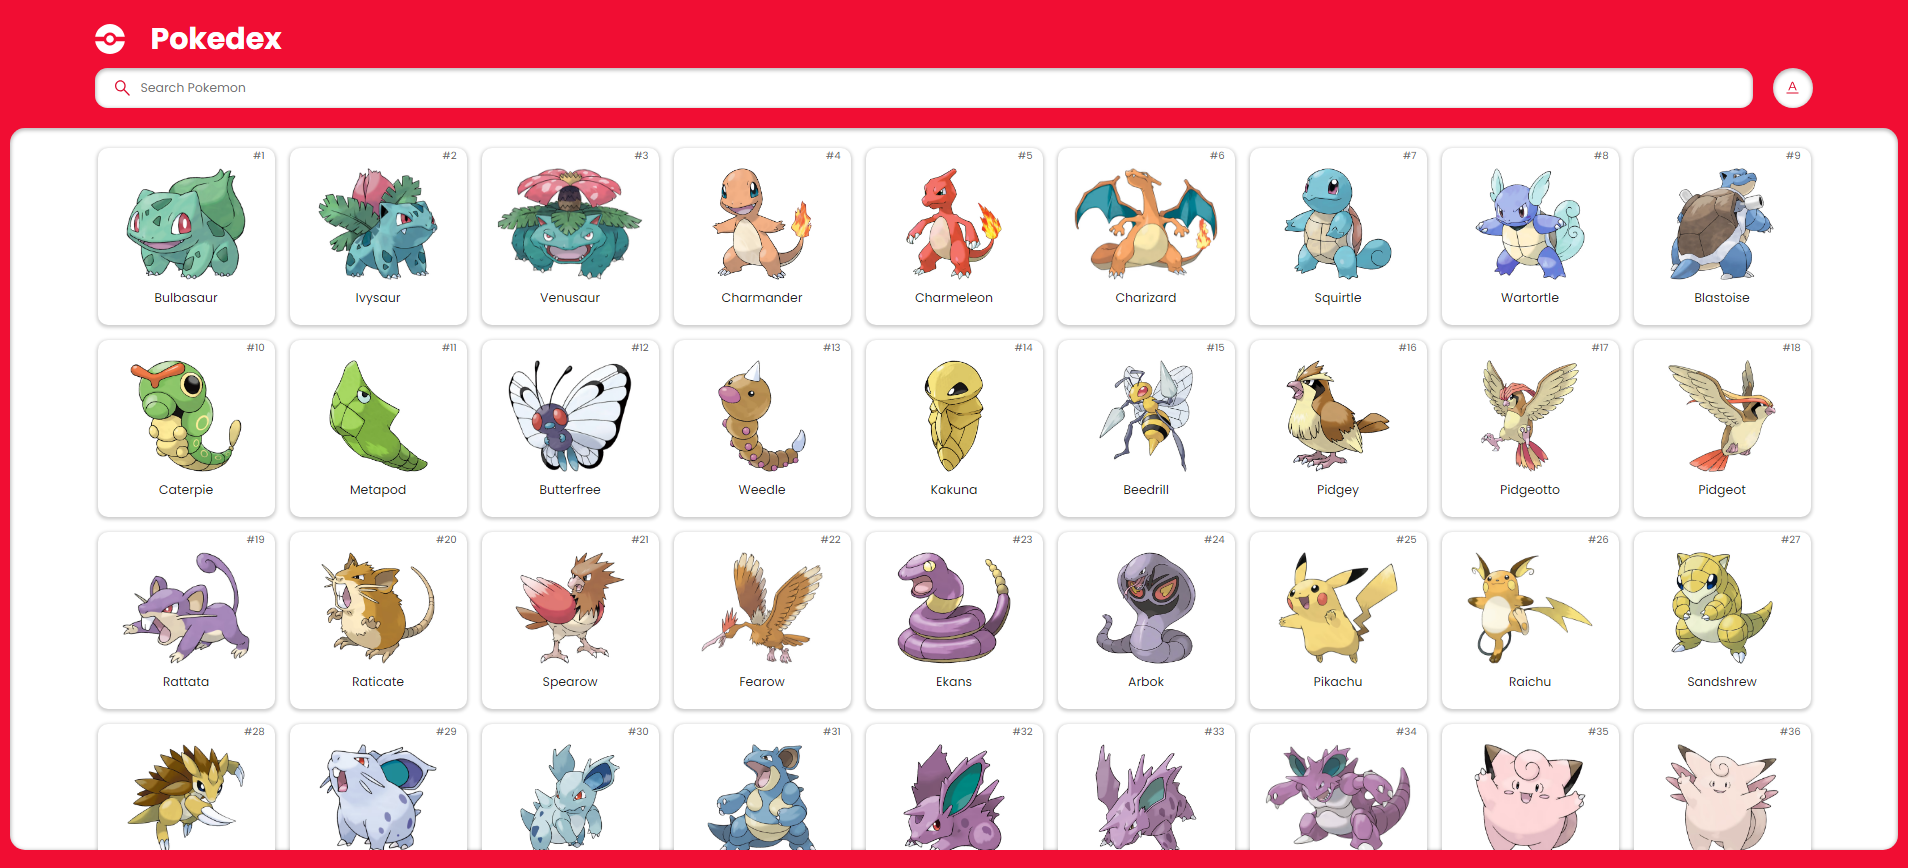 Pokedex
Search Pokemon
A
#1 #2 #3 #4 #5 #6 #7 #8 #9
Bulbasaur Ivysaur Venusaur Charmander Charmeleon Charizard Squirtle Wartortle Blastoise
#10 #11 #12 #13 #14 #15 #16 #17 #18
Caterpie Metapod Butterfree Weedle Kakuna Beedrill Pidgey Pidgeotto Pidgeot
#19 #20 #21 #22 #23 #24 #25 #26 #27
Rattata Raticate Spearow Fearow Ekans Arbok Pikachu Raichu Sandshrew
#28 #29 #30 #31 #32 #33 #34 #35 #36